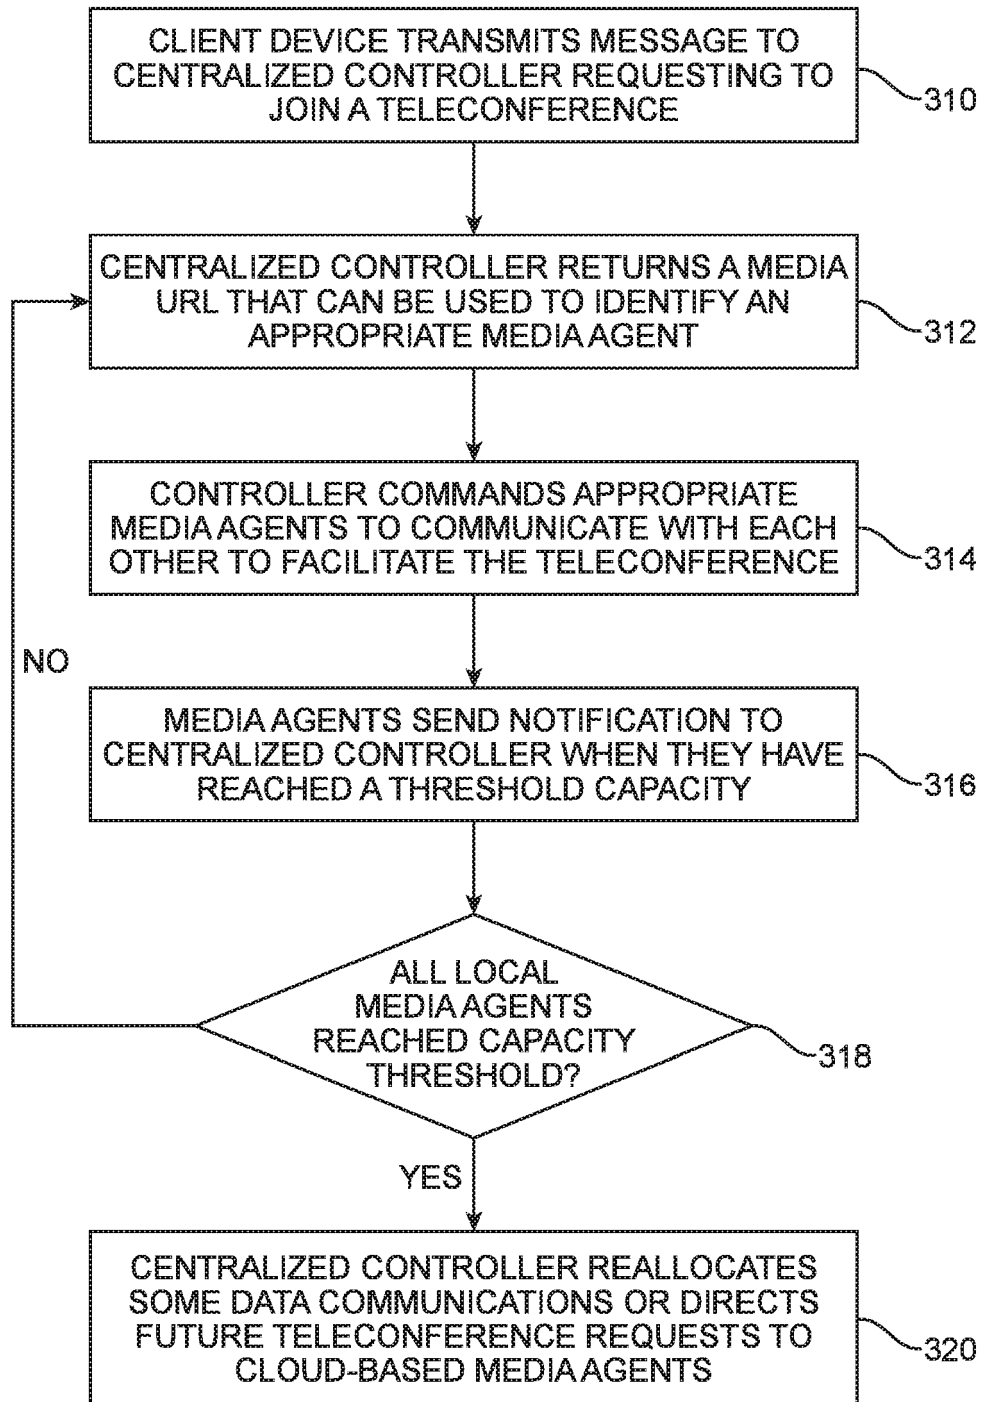 CLIENT DEVICE TRANSMITS MESSAGE TO
CENTRALIZED CONTROLLER REQUESTING TO
JOIN A TELECONFERENCE
310
CENTRALIZED CONTROLLER RETURNS A MEDIA
URL THAT CAN BE USED TO IDENTIFY AN
APPROPRIATE MEDIA AGENT
312
CONTROLLER COMMANDS APPROPRIATE
MEDIA AGENTS TO COMMUNICATE WITH EACH
OTHER TO FACILITATE THE TELECONFERENCE
314
NO
MEDIA AGENTS SEND NOTIFICATION TO
CENTRALIZED CONTROLLER WHEN THEY HAVE
REACHED A THRESHOLD CAPACITY
316
ALL LOCAL
MEDIA AGENTS
REACHED CAPACITY
THRESHOLD?
318
YES
CENTRALIZED CONTROLLER REALLOCATES
SOME DATA COMMUNICATIONS OR DIRECTS
FUTURE TELECONFERENCE REQUESTS TO
CLOUD-BASED MEDIA AGENTS
320